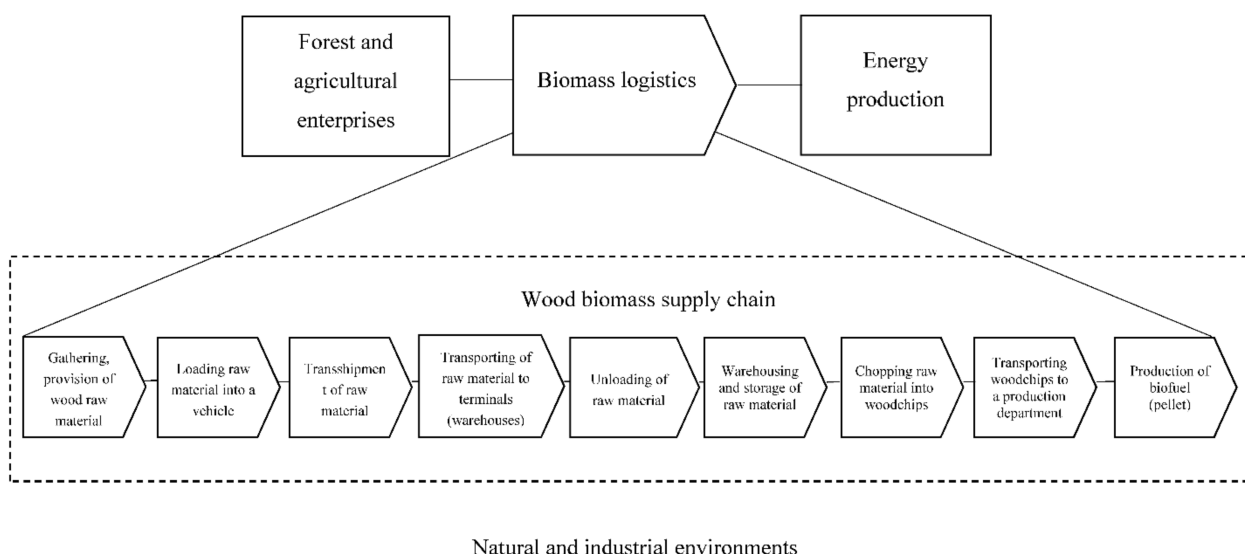 Forest and
agricultural
enterprises
Biomass logistics
Energy
production
Wood biomass supply chain
Gathering,
provision of
wood raw
material
Loading raw
material into a
vehicle
Transshipmen
t of raw
material
Transporting of
raw material to
terminals
(warehouses)
Unloading of
raw material
Warehousing
and storage of
raw material
Chopping raw
material into
woodchips
Transporting
woodchips to
a production
department
Production of
biofuel
(pellet)
Natural and industrial environments